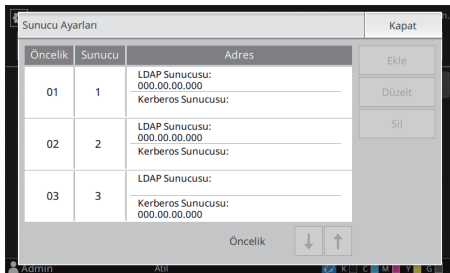 Sunucu Ayarları
Kapat
Öncelik Sunucu Adres
Ekle
Düzelt
Sil
01 1 LDAP Sunucusu:
000.00.00.000
Kerberos Sunucusu:
02 2 LDAP Sunucusu:
000.00.00.000
Kerberos Sunucusu:
03 3 LDAP Sunucusu:
Kerberos Sunucusu:
000.00.00.000
Öncelik ↓ ↑
Admin Atıl K C M Y G